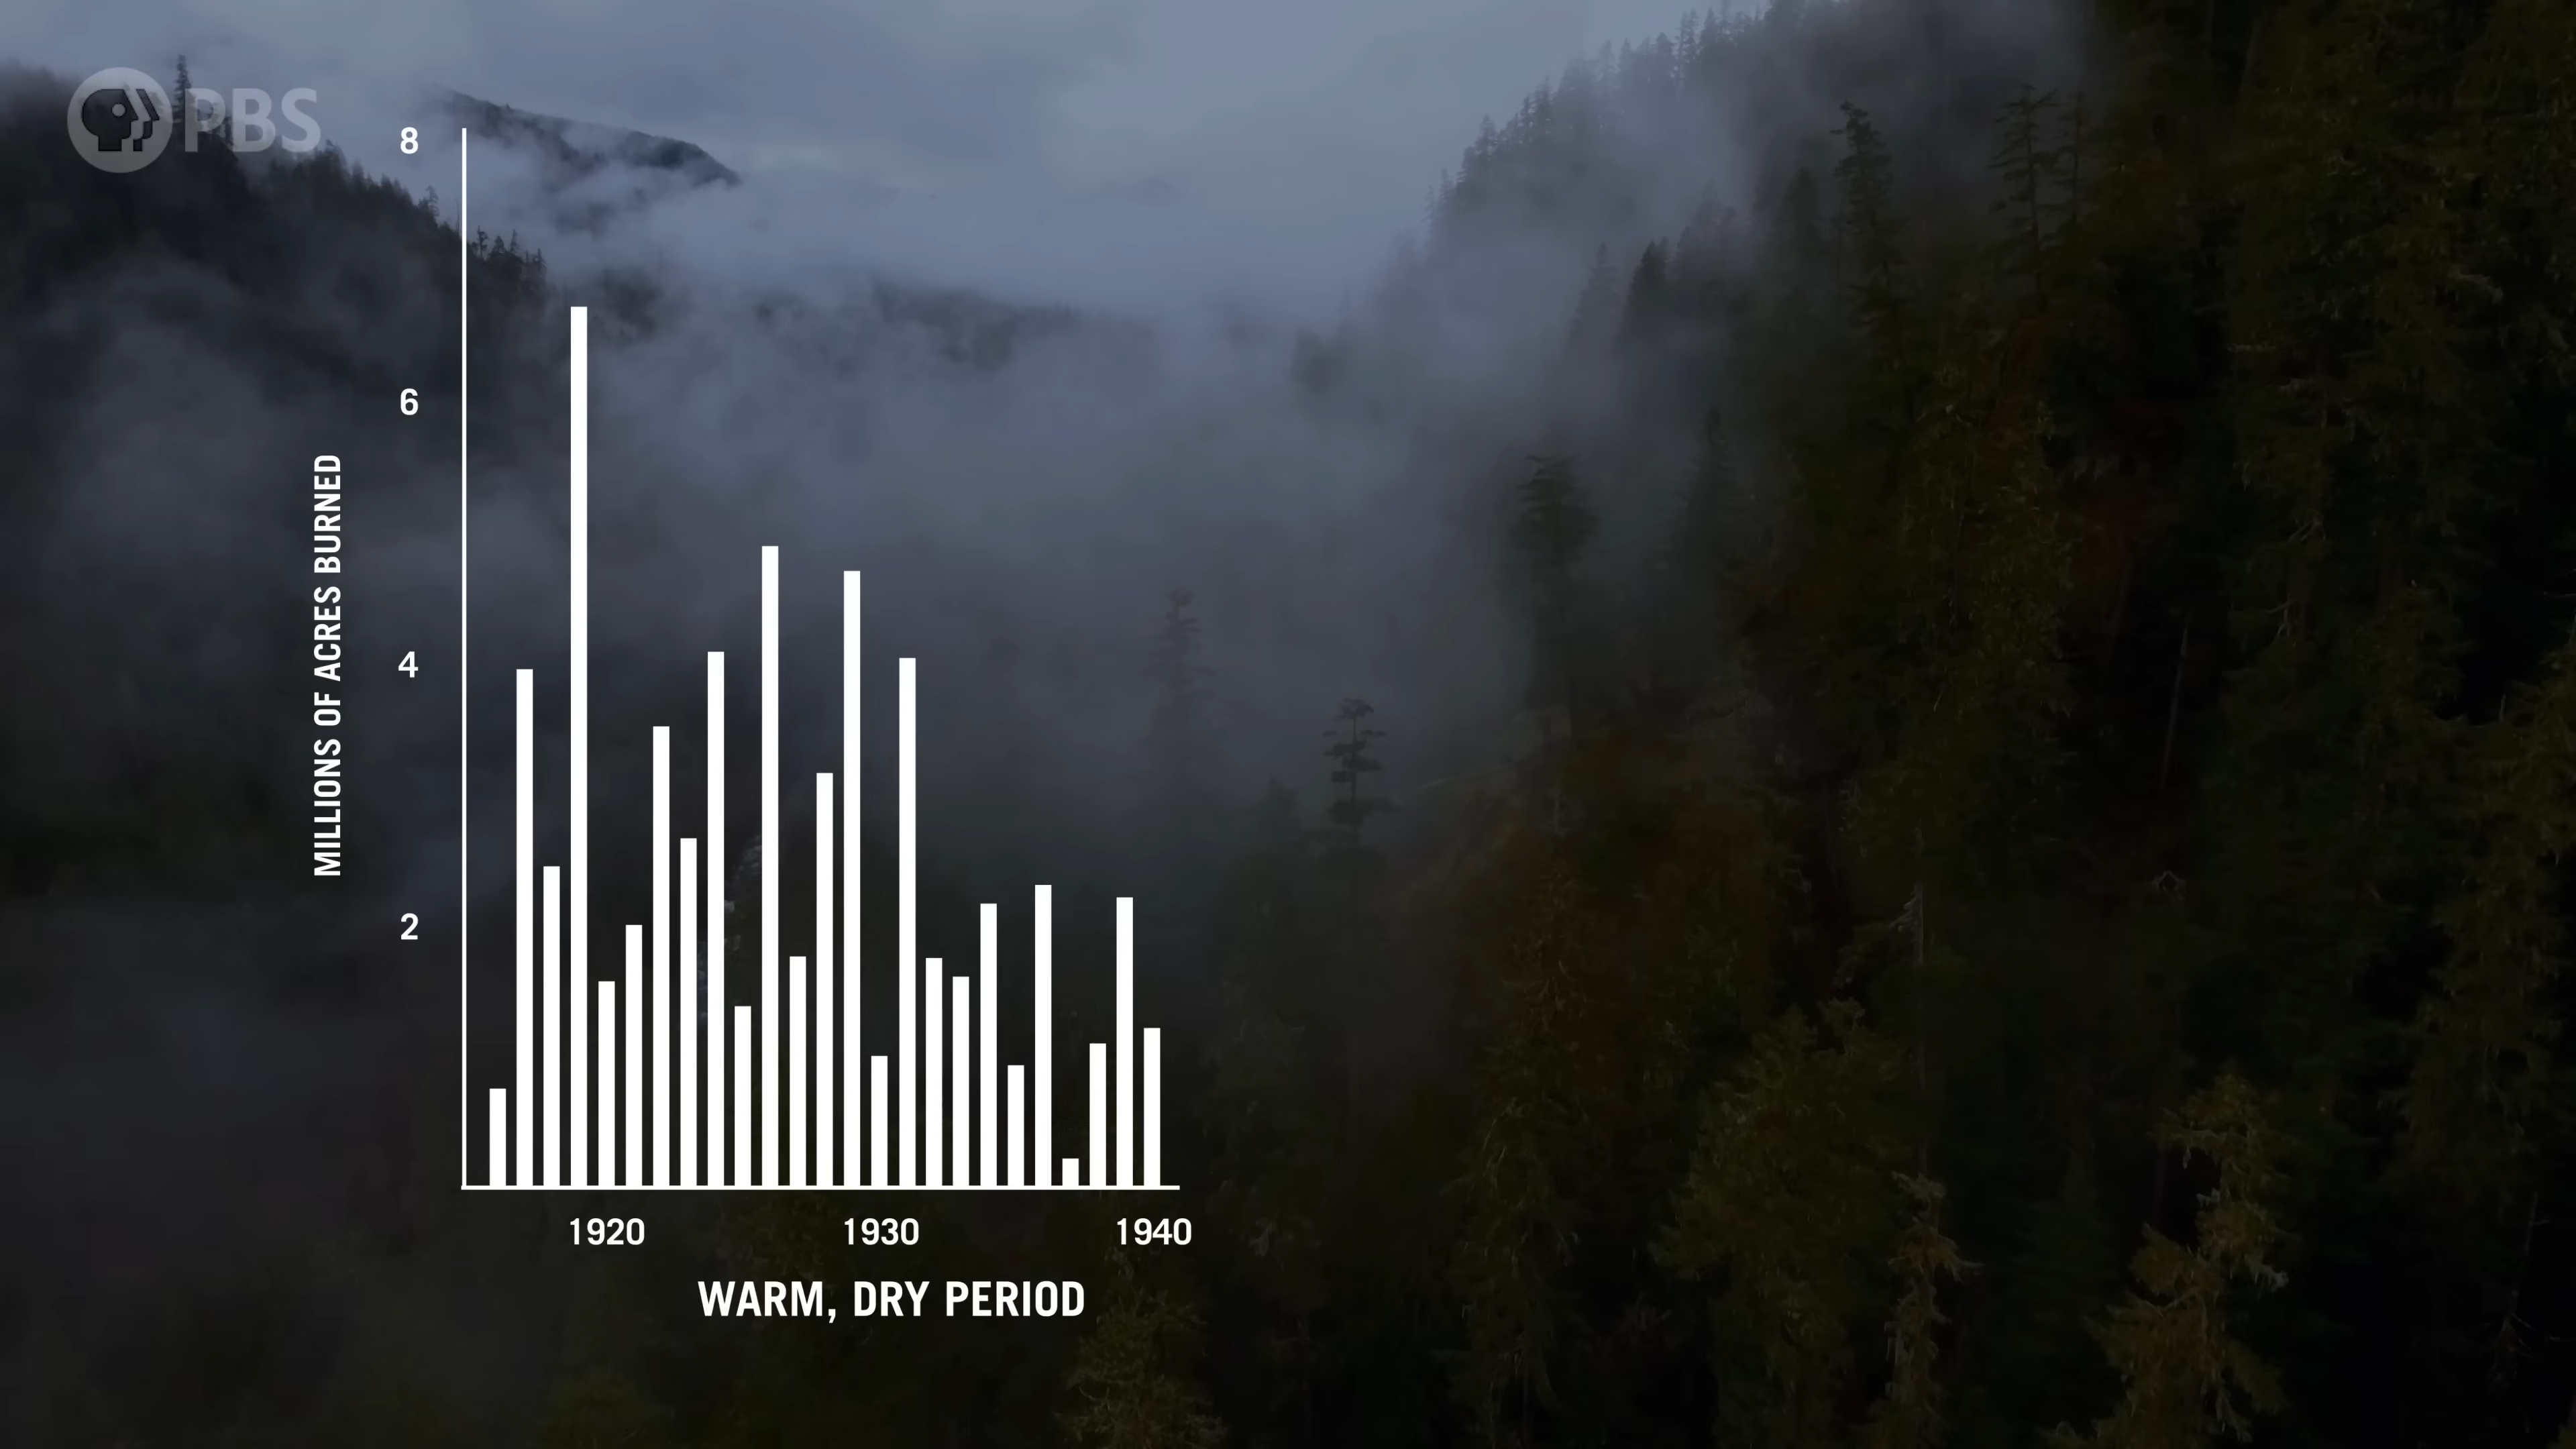 PBS
8
6
4
2
MILLIONS OF ACRES BURNED
1920 1930 1940
WARM, DRY PERIOD